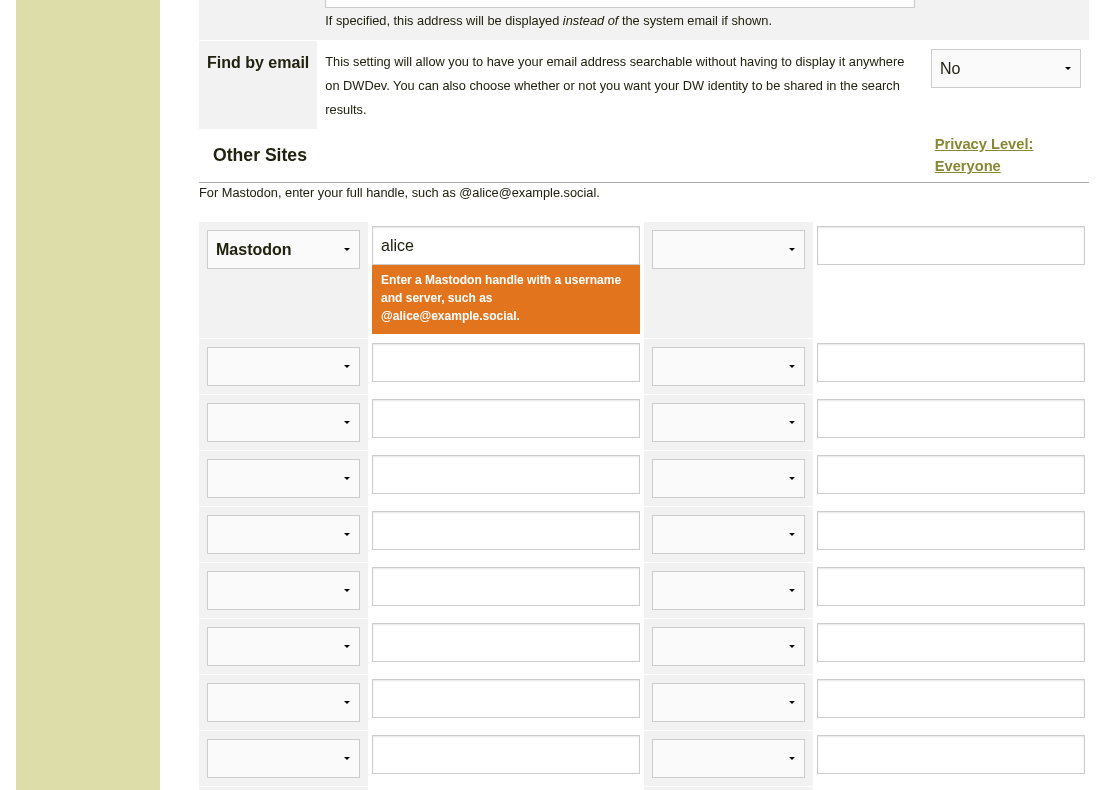 If specified, this address will be displayed instead of the system email if shown.
Find by email
This setting will allow you to have your email address searchable without having to display it anywhere
on DWDev. You can also choose whether or not you want your DW identity to be shared in the search
results.
No
Other Sites
Privacy Level:
Everyone
For Mastodon, enter your full handle, such as @alice@example.social.
Mastodon
alice
Enter a Mastodon handle with a username
and server, such as
@alice@example.social.